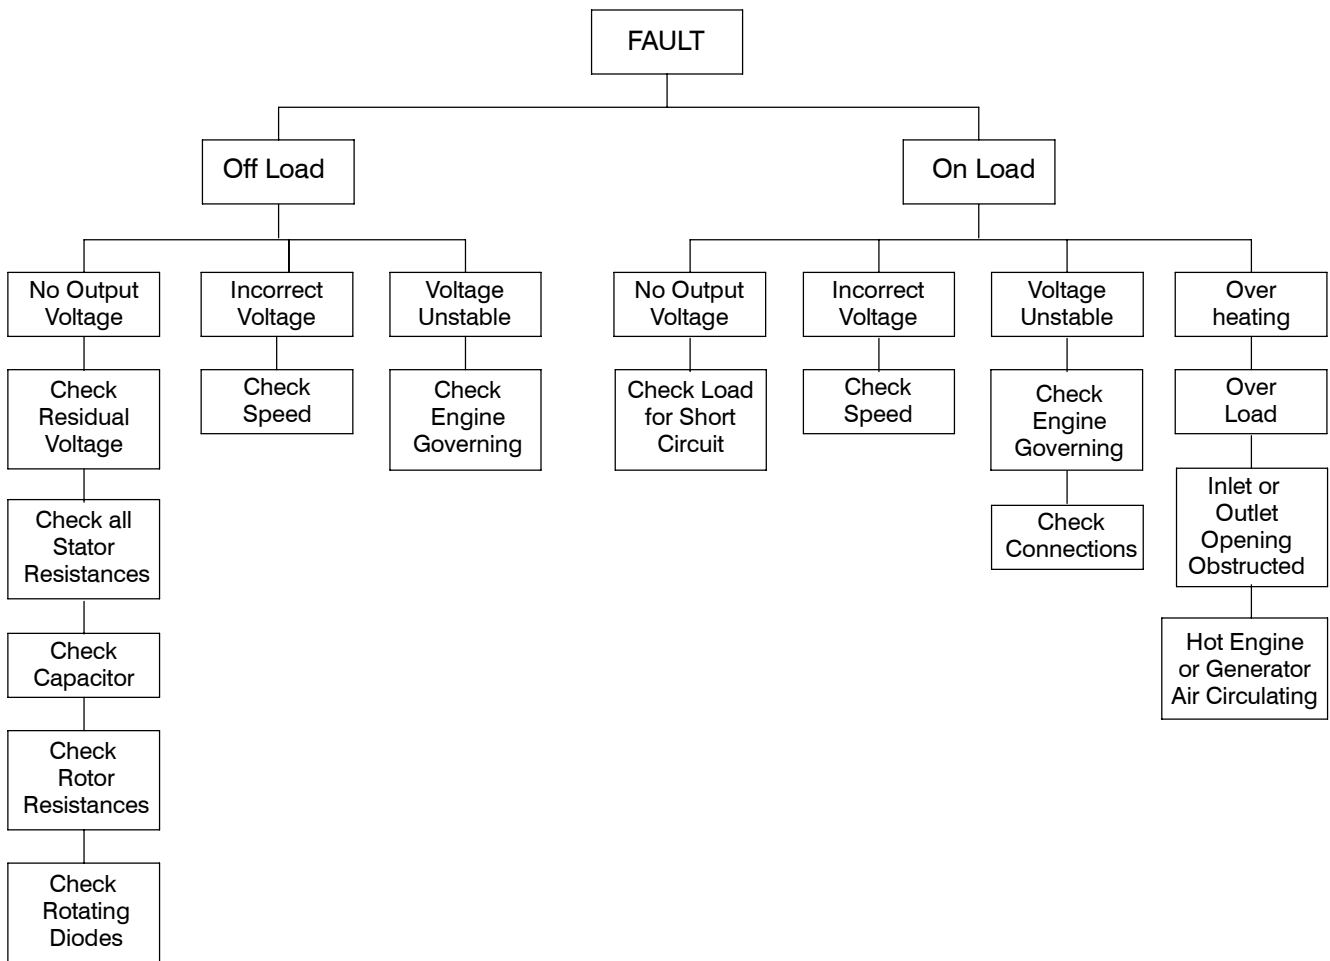 FAULT
Off Load
On Load
No Output
Voltage
Incorrect
Voltage
Voltage
Unstable
No Output
Voltage
Incorrect
Voltage
Voltage
Unstable
Over
heating
Check
Residual
Voltage
Check
Speed
Check
Engine
Governing
Check Load
for Short
Circuit
Check
Speed
Check
Engine
Governing
Over
Load
Check all
Stator
Resistances
Check
Connections
Inlet or
Outlet
Opening
Obstructed
Check
Capacitor
Hot Engine
or Generator
Air Circulating
Check
Rotor
Resistances
Check
Rotating
Diodes